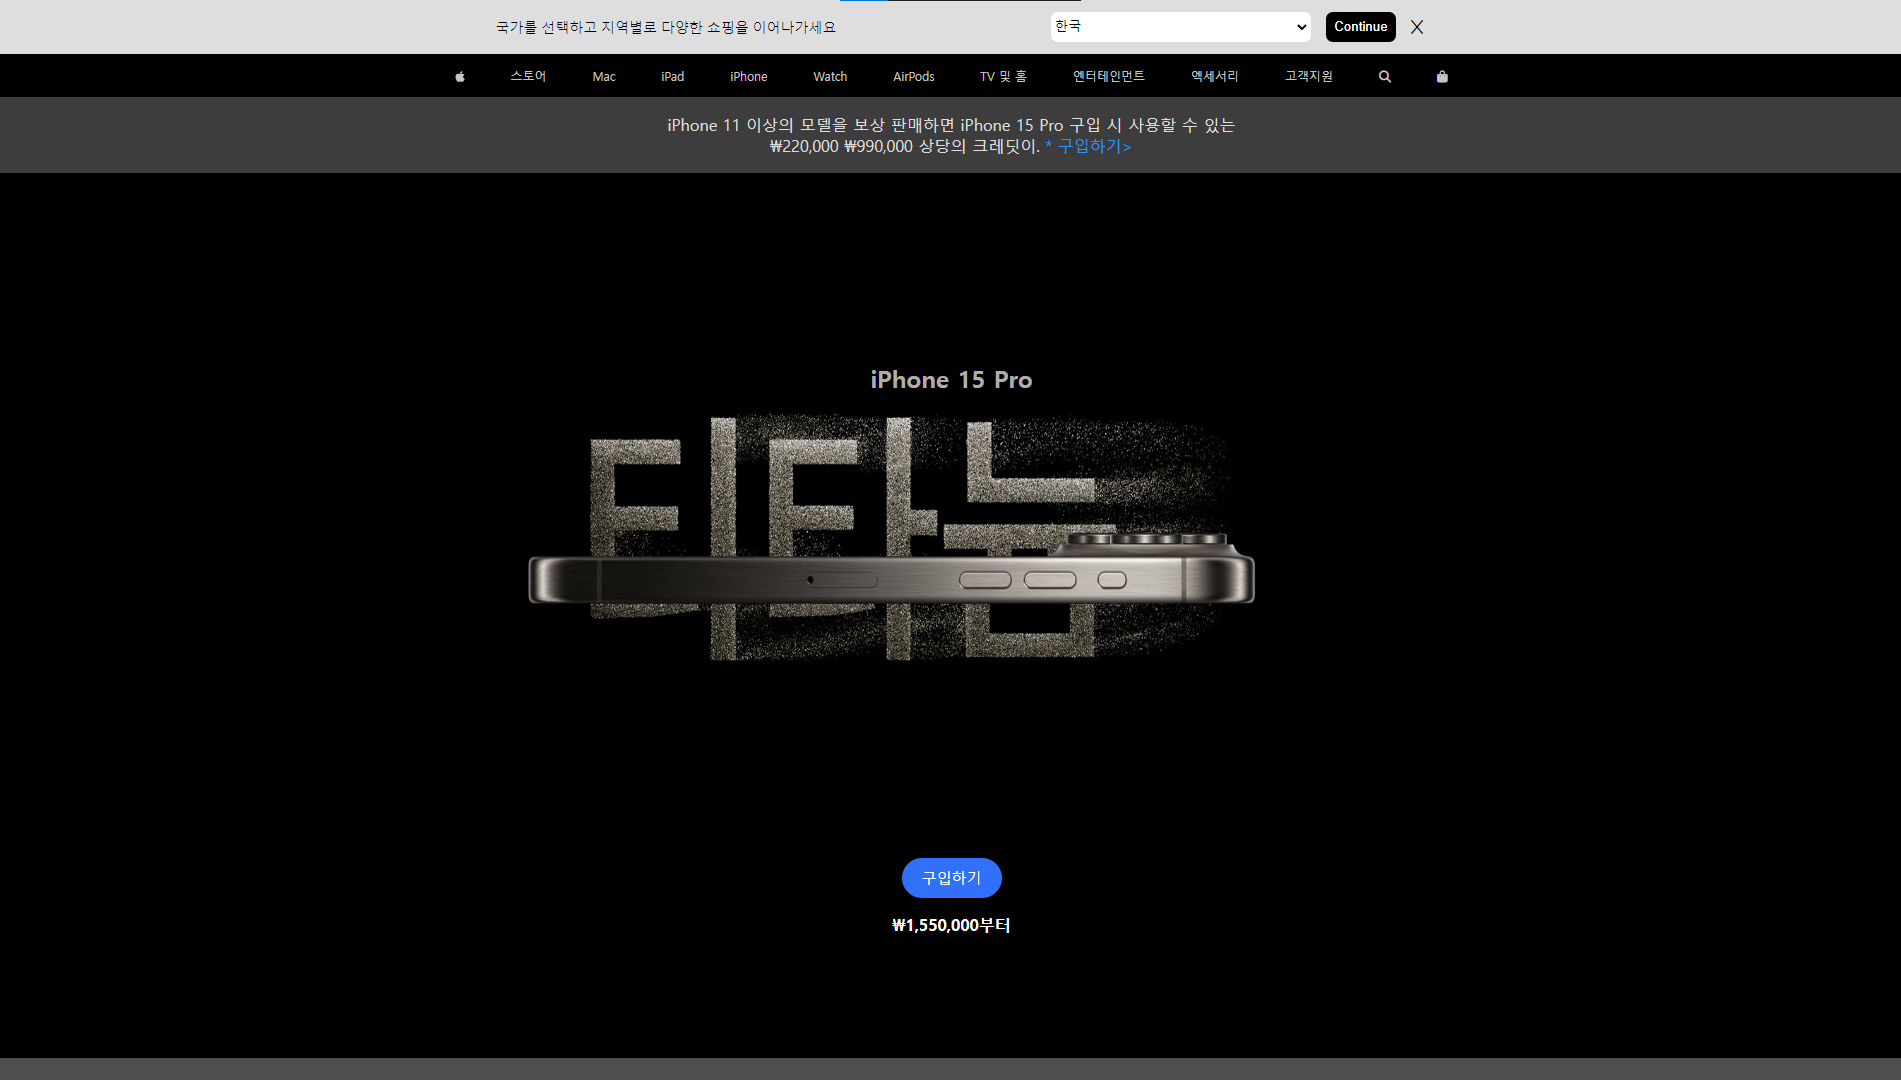 국가를 선택하고 지역별로 다양한 쇼핑을 이어나가세요
한국
Continue
X
스토어
Mac
iPad
iPhone
Watch
AirPods
TV 및 홈
엔터테인먼트
액세서리
고객지원
iPhone 11 이상의 모델을 보상 판매하면 iPhone 15 Pro 구입 시 사용할 수 있는
₩220,000 ₩990,000 상당의 크레딧이. * 구입하기>
iPhone 15 Pro
티타늄
구입하기
₩1,550,000부터